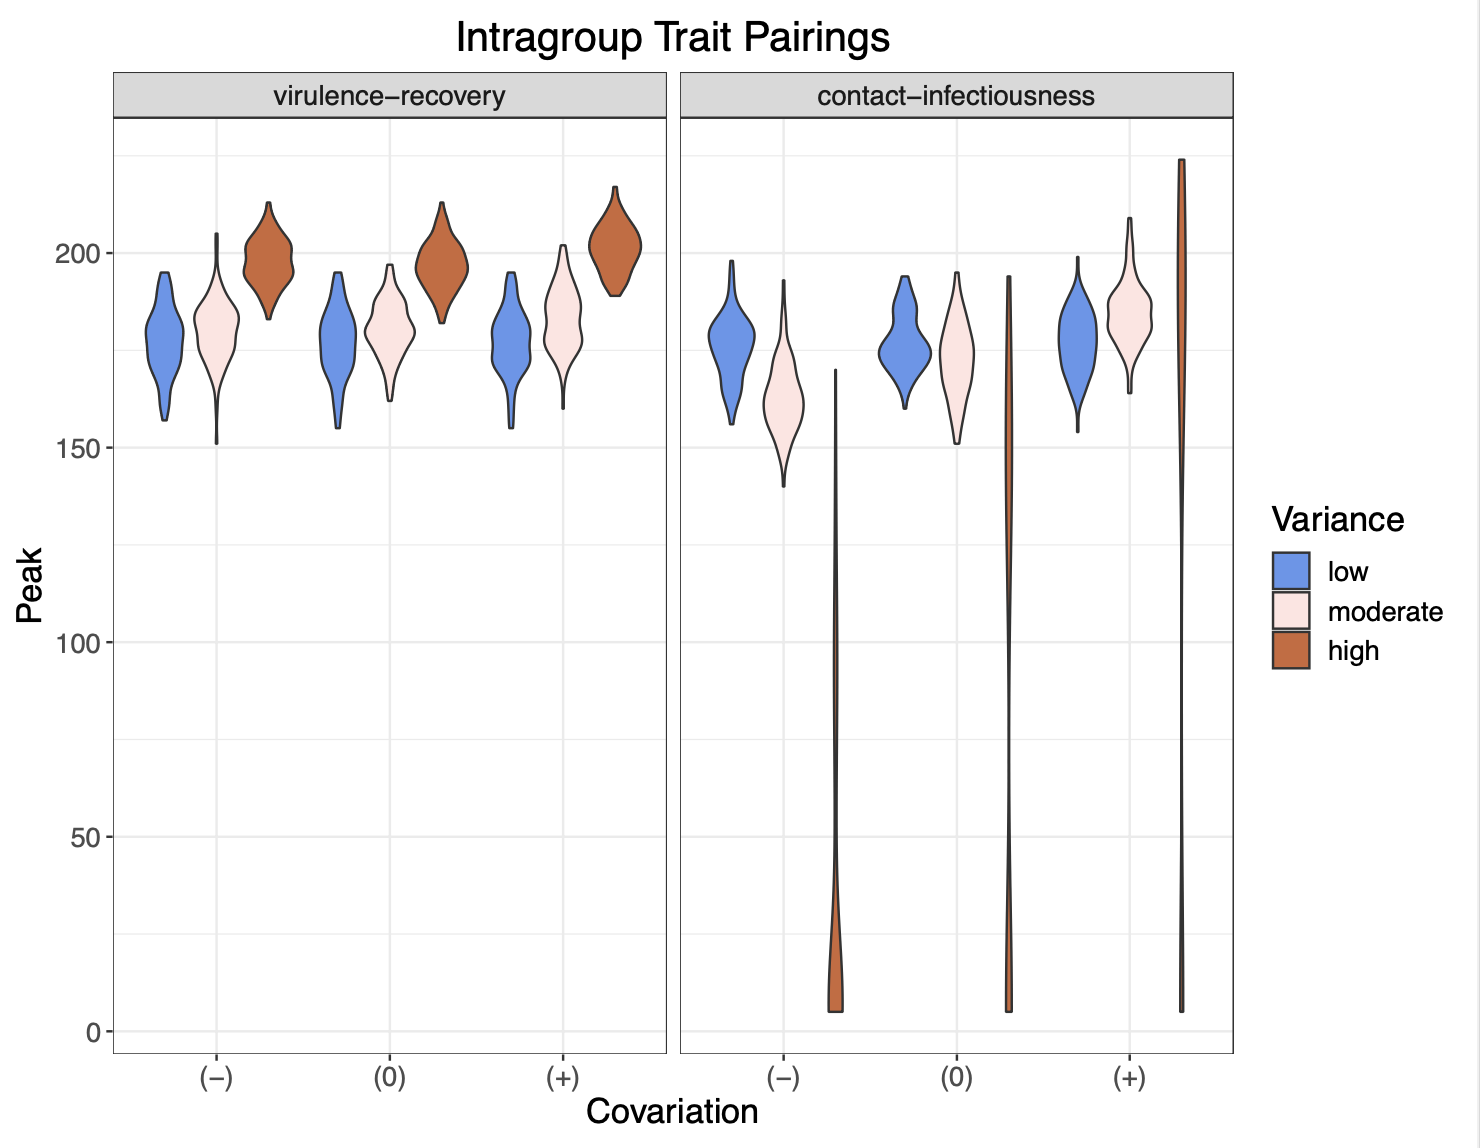 Intragroup Trait Pairings
virulence−recovery
contact−infectiousness
200
150
100
50
0
Peak
(−) (0) (+)
(−) (0) (+)
Covariation
Variance
low
moderate
high